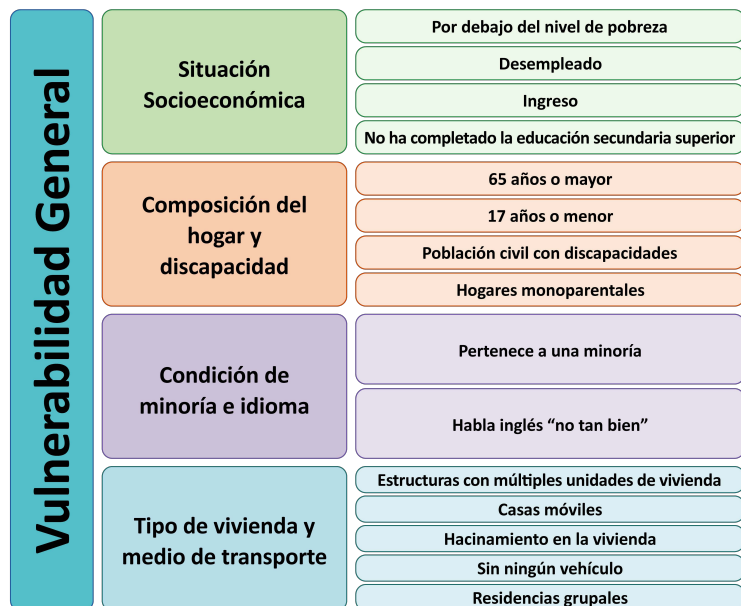 Vulnerabilidad General
Situación
Socioeconómica
Por debajo del nivel de pobreza
Desempleado
Ingreso
No ha completado la educación secundaria superior
Composición del
hogar y
discapacidad
65 años o mayor
17 años o menor
Población civil con discapacidades
Hogares monoparentales
Condición de
minoría e idioma
Pertenece a una minoría
Habla inglés “no tan bien”
Tipo de vivienda y
medio de transporte
Estructuras con múltiples unidades de vivienda
Casas móviles
Hacinamiento en la vivienda
Sin ningún vehículo
Residencias grupales